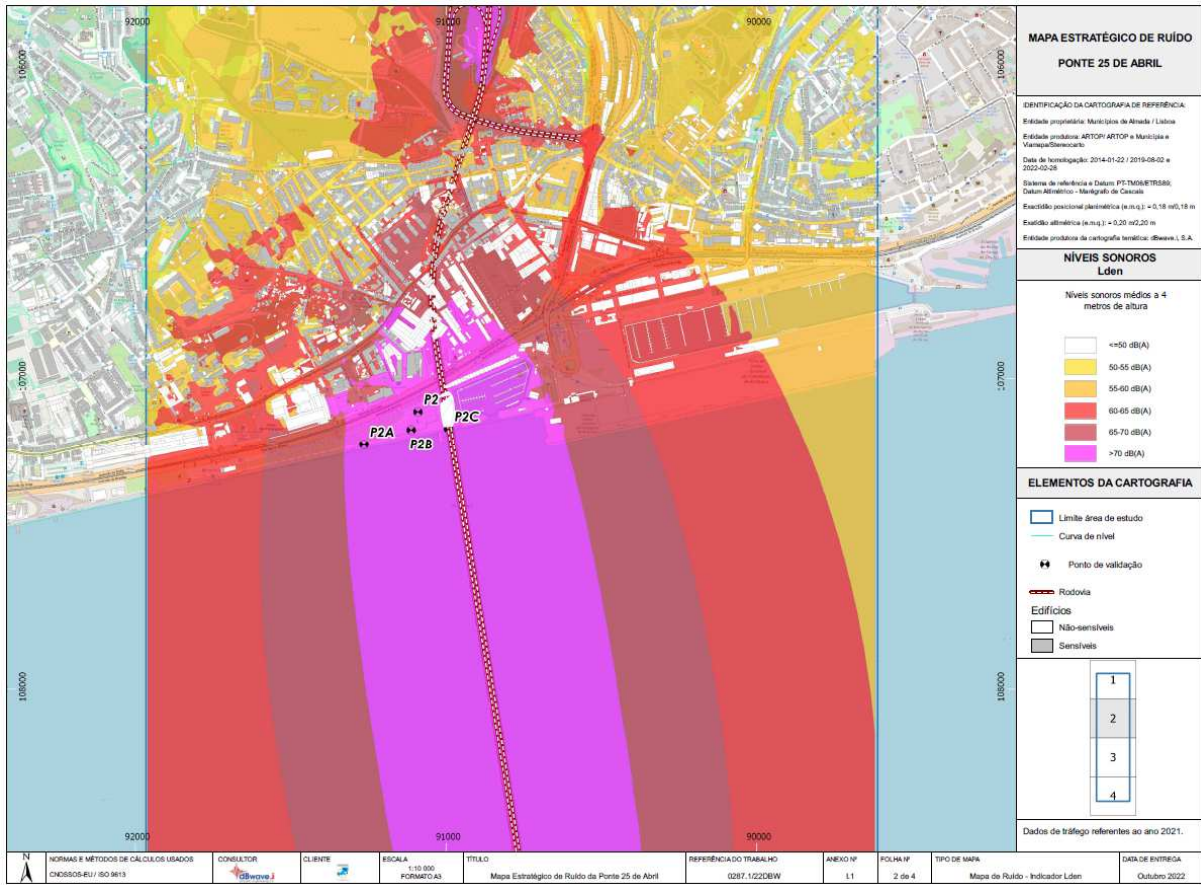 92000
91000
90000
106000
106000
107000
107000
108000
108000
92000
91000
90000
P2
P2C
P2A
P2B
MAPA ESTRATÉGICO DE RUÍDO
PONTE 25 DE ABRIL
IDENTIFICAÇÃO DA CARTOGRAFIA DE REFERÊNCIA:
Entidade proprietária: Municípios de Almada / Lisboa
Entidade produtora: ARTOP/ ARTOP e Município e
Viamapa/Stereocarto
Data de homologação: 2014-01-22 / 2019-08-02 e
2022-02-28
Sistema de referência e Datum: PT-TM06/ETRS89;
Datum Altimétrico - Marégrafo de Cascais
Exactidão posicional planimétrica (e.m.q.): = 0,18 m/0,18 m
Exatidão altimétrica (e.m.q.): = 0,20 m/2,20 m
Entidade produtora da cartografia temática: dBwave.i, S.A.
NÍVEIS SONOROS
Lden
Níveis sonoros médios a 4
metros de altura
<=50 dB(A)
50-55 dB(A)
55-60 dB(A)
60-65 dB(A)
65-70 dB(A)
>70 dB(A)
ELEMENTOS DA CARTOGRAFIA
Limite área de estudo
Curva de nível
Ponto de validação
Rodovia
Edifícios
Não-sensíveis
Sensíveis
1
2
3
4
Dados de tráfego referentes ao ano 2021.
N
NORMAS E MÉTODOS DE CÁLCULOS USADOS
CNOSSOS-EU / ISO 9613
CONSULTOR
dBwave.i
CLIENTE
ESCALA
1:10 000
FORMATO A3
TÍTULO
Mapa Estratégico de Ruído da Ponte 25 de Abril
REFERÊNCIA DO TRABALHO
0287.1/22DBW
ANEXO Nº
I.1
FOLHA Nº
2 de 4
TIPO DE MAPA
Mapa de Ruído - Indicador Lden
DATA DE ENTREGA
Outubro 2022